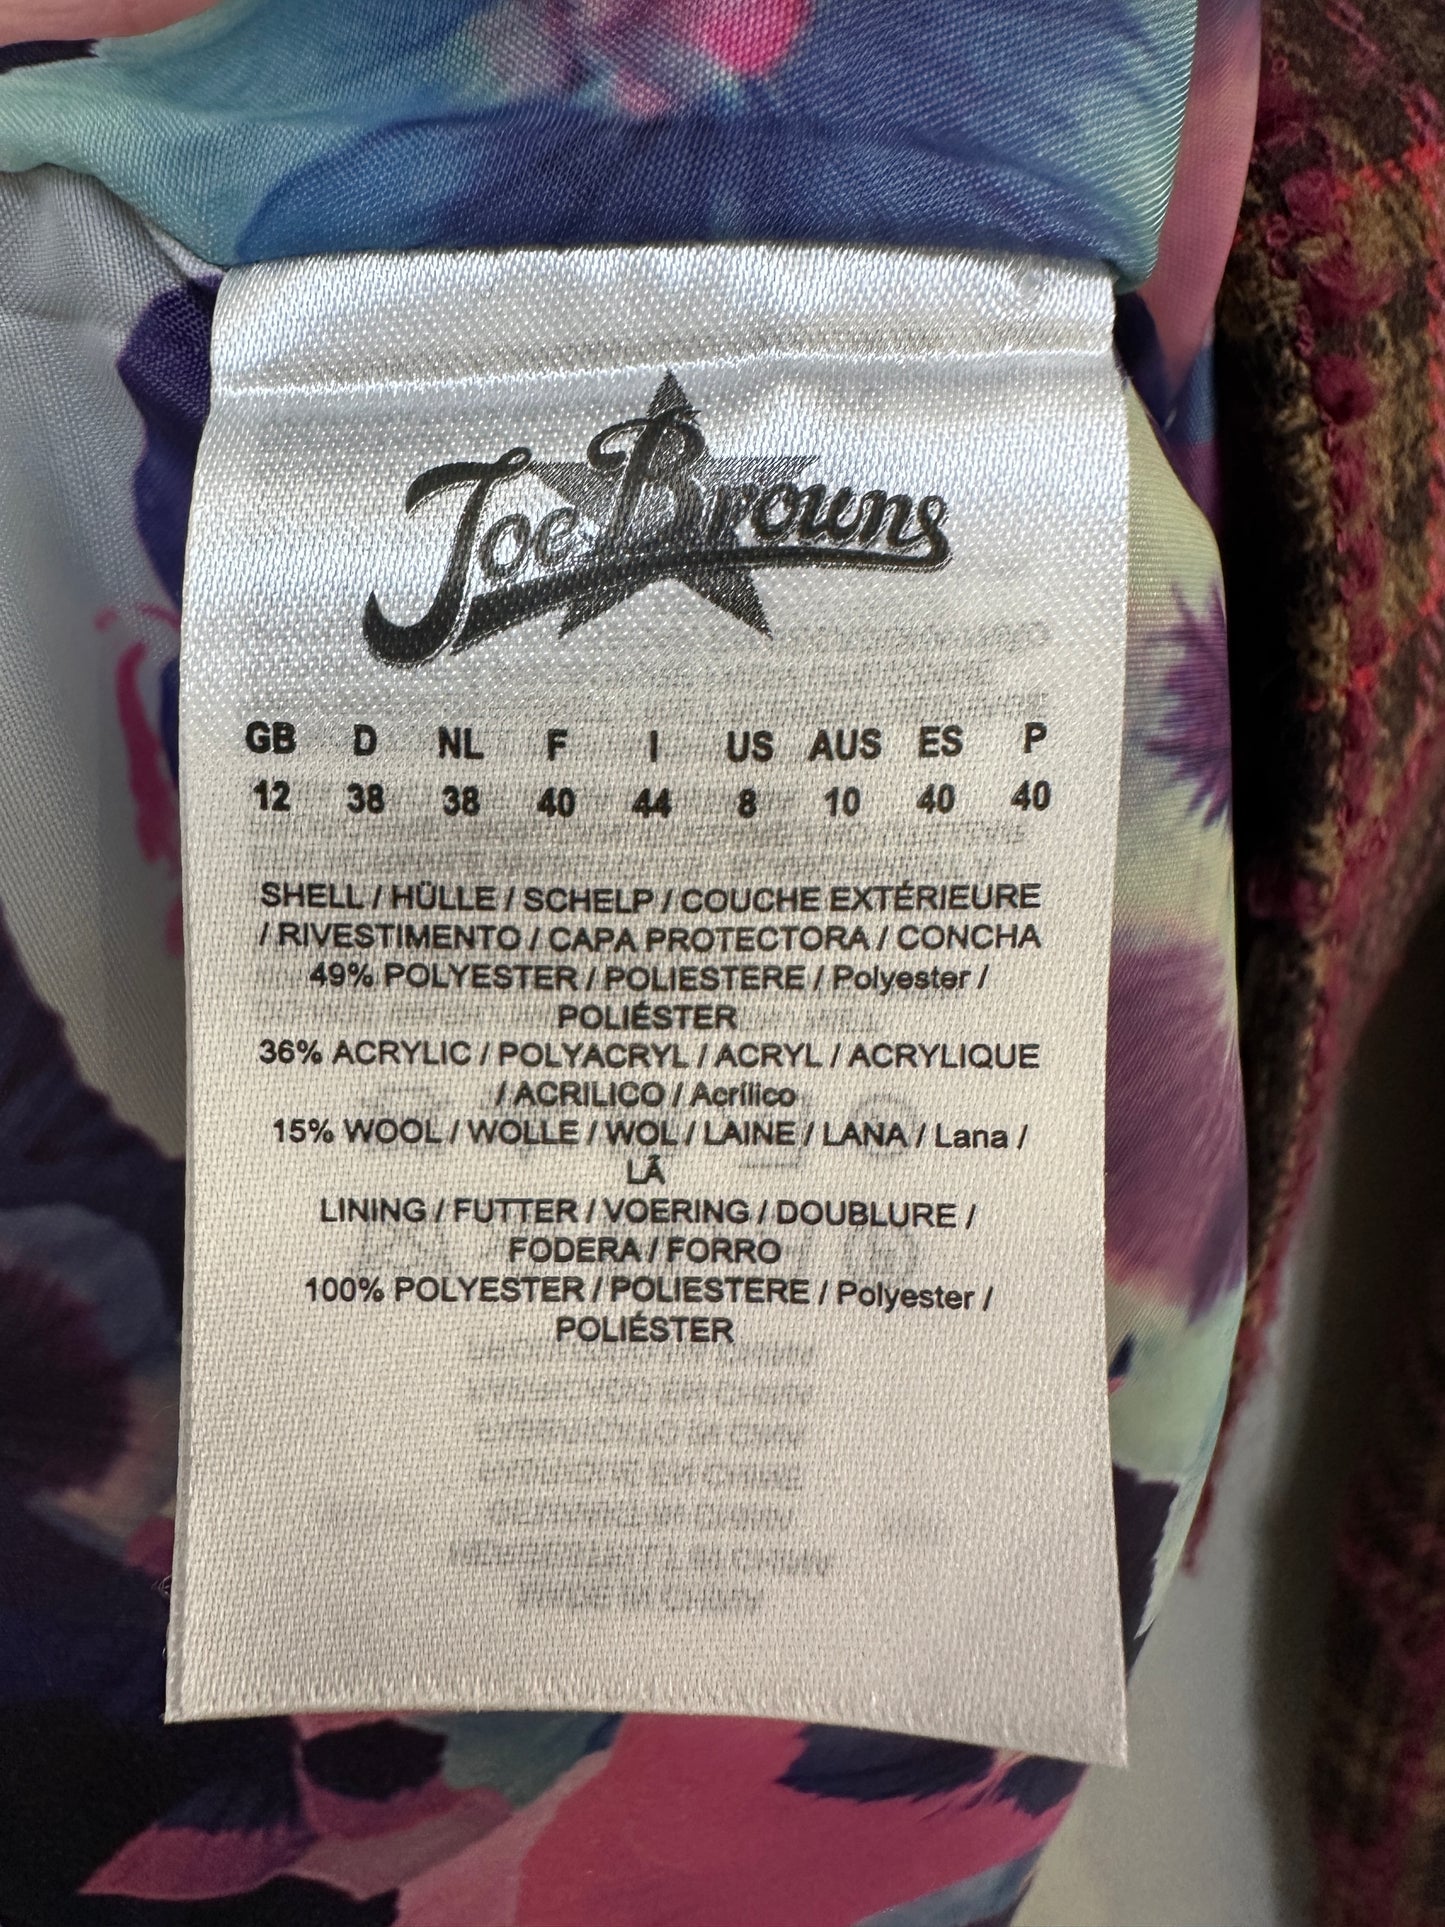 Joe Browns
GB D NL F I US AUS ES P
12 38 38 40 44 8 10 40 40
SHELL / HÜLLE / SCHELP / COUCHE EXTÉRIEURE
/ RIVESTIMENTO / CAPA PROTECTORA / CONCHA
49% POLYESTER / POLIESTERE / Polyester /
POLIÉSTER
36% ACRYLIC / POLYACRYL / ACRYL / ACRYLIQUE
/ ACRILICO / Acrílico
15% WOOL / WOLLE / WOL / LAINE / LANA / Lana /
LÃ
LINING / FUTTER / VOERING / DOUBLURE /
FODERA / FORRO
100% POLYESTER / POLIESTERE / Polyester /
POLIÉSTER